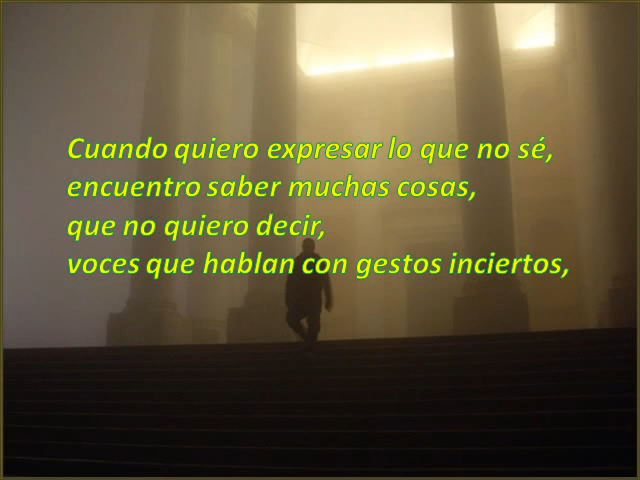 Cuando quiero expresar lo que no sé,
encuentro saber muchas cosas,
que no quiero decir,
voces que hablan con gestos inciertos,